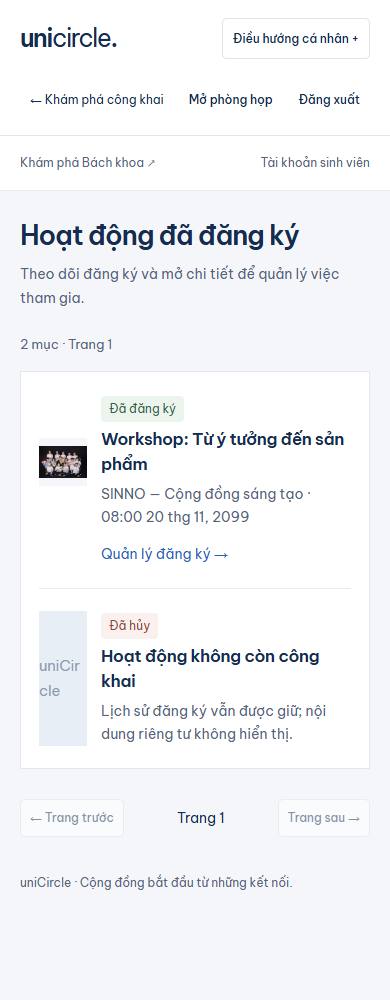 unicircle.
Điều hướng cá nhân +
← Khám phá công khai
Mở phòng họp
Đăng xuất
Khám phá Bách khoa ↗
Tài khoản sinh viên
Hoạt động đã đăng ký
Theo dõi đăng ký và mở chi tiết để quản lý việc
tham gia.
2 mục · Trang 1
Đã đăng ký
Workshop: Từ ý tưởng đến sản
phẩm
SINNO — Cộng đồng sáng tạo ·
08:00 20 thg 11, 2099
Quản lý đăng ký →
uniCir
cle
Đã hủy
Hoạt động không còn công
khai
Lịch sử đăng ký vẫn được giữ; nội
dung riêng tư không hiển thị.
← Trang trước
Trang 1
Trang sau →
uniCircle · Cộng đồng bắt đầu từ những kết nối.